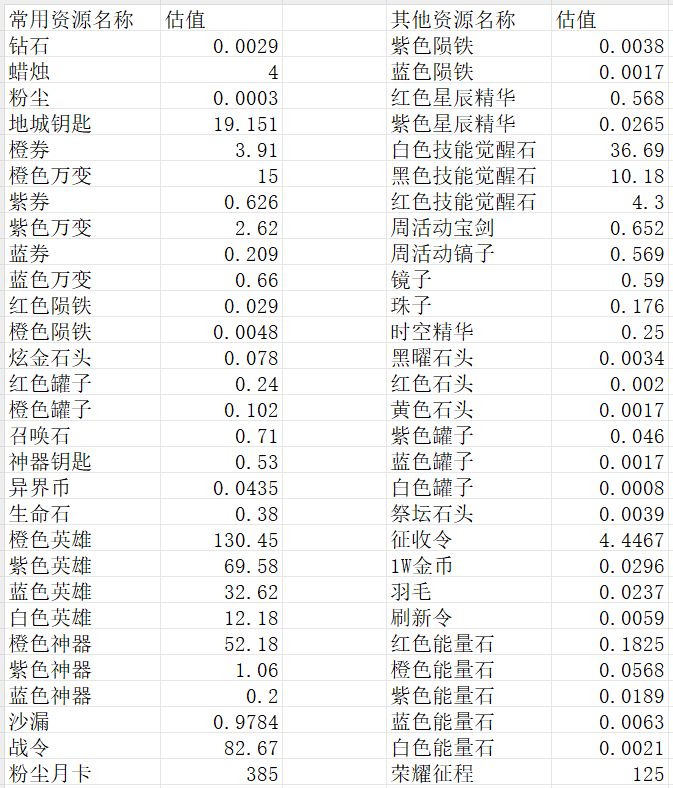 常用资源名称 估值 其他资源名称 估值
钻石 0.0029 紫色陨铁 0.0038
蜡烛 4 蓝色陨铁 0.0017
粉尘 0.0003 红色星辰精华 0.568
地城钥匙 19.151 紫色星辰精华 0.0265
橙券 3.91 白色技能觉醒石 36.69
橙色万变 15 黑色技能觉醒石 10.18
紫券 0.626 红色技能觉醒石 4.3
紫色万变 2.62 周活动宝剑 0.652
蓝券 0.209 周活动镐子 0.569
蓝色万变 0.66 镜子 0.59
红色陨铁 0.029 珠子 0.176
橙色陨铁 0.0048 时空精华 0.25
炫金石头 0.078 黑曜石头 0.0034
红色罐子 0.24 红色石头 0.002
橙色罐子 0.102 黄色石头 0.0017
召唤石 0.71 紫色罐子 0.046
神器钥匙 0.53 蓝色罐子 0.0017
异界币 0.0435 白色罐子 0.0008
生命石 0.38 祭坛石头 0.0039
橙色英雄 130.45 征收令 4.4467
紫色英雄 69.58 1W金币 0.0296
蓝色英雄 32.62 羽毛 0.0237
白色英雄 12.18 刷新令 0.0059
橙色神器 52.18 红色能量石 0.1825
紫色神器 1.06 橙色能量石 0.0568
蓝色神器 0.2 紫色能量石 0.0189
沙漏 0.9784 蓝色能量石 0.0063
战令 82.67 白色能量石 0.0021
粉尘月卡 385 荣耀征程 125